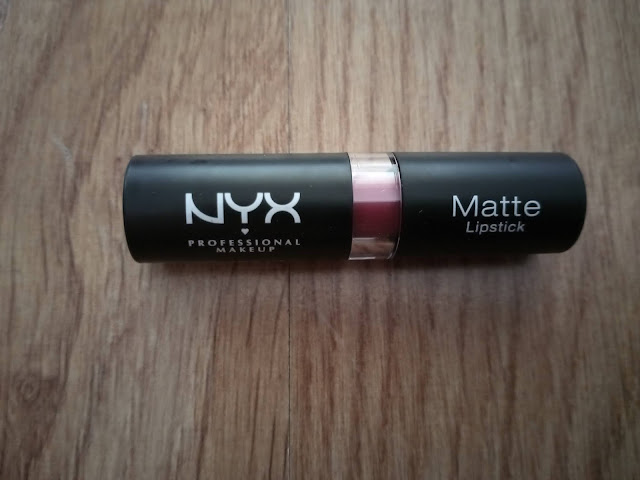 NYX
PROFESSIONAL
MAKEUP
Matte
Lipstick